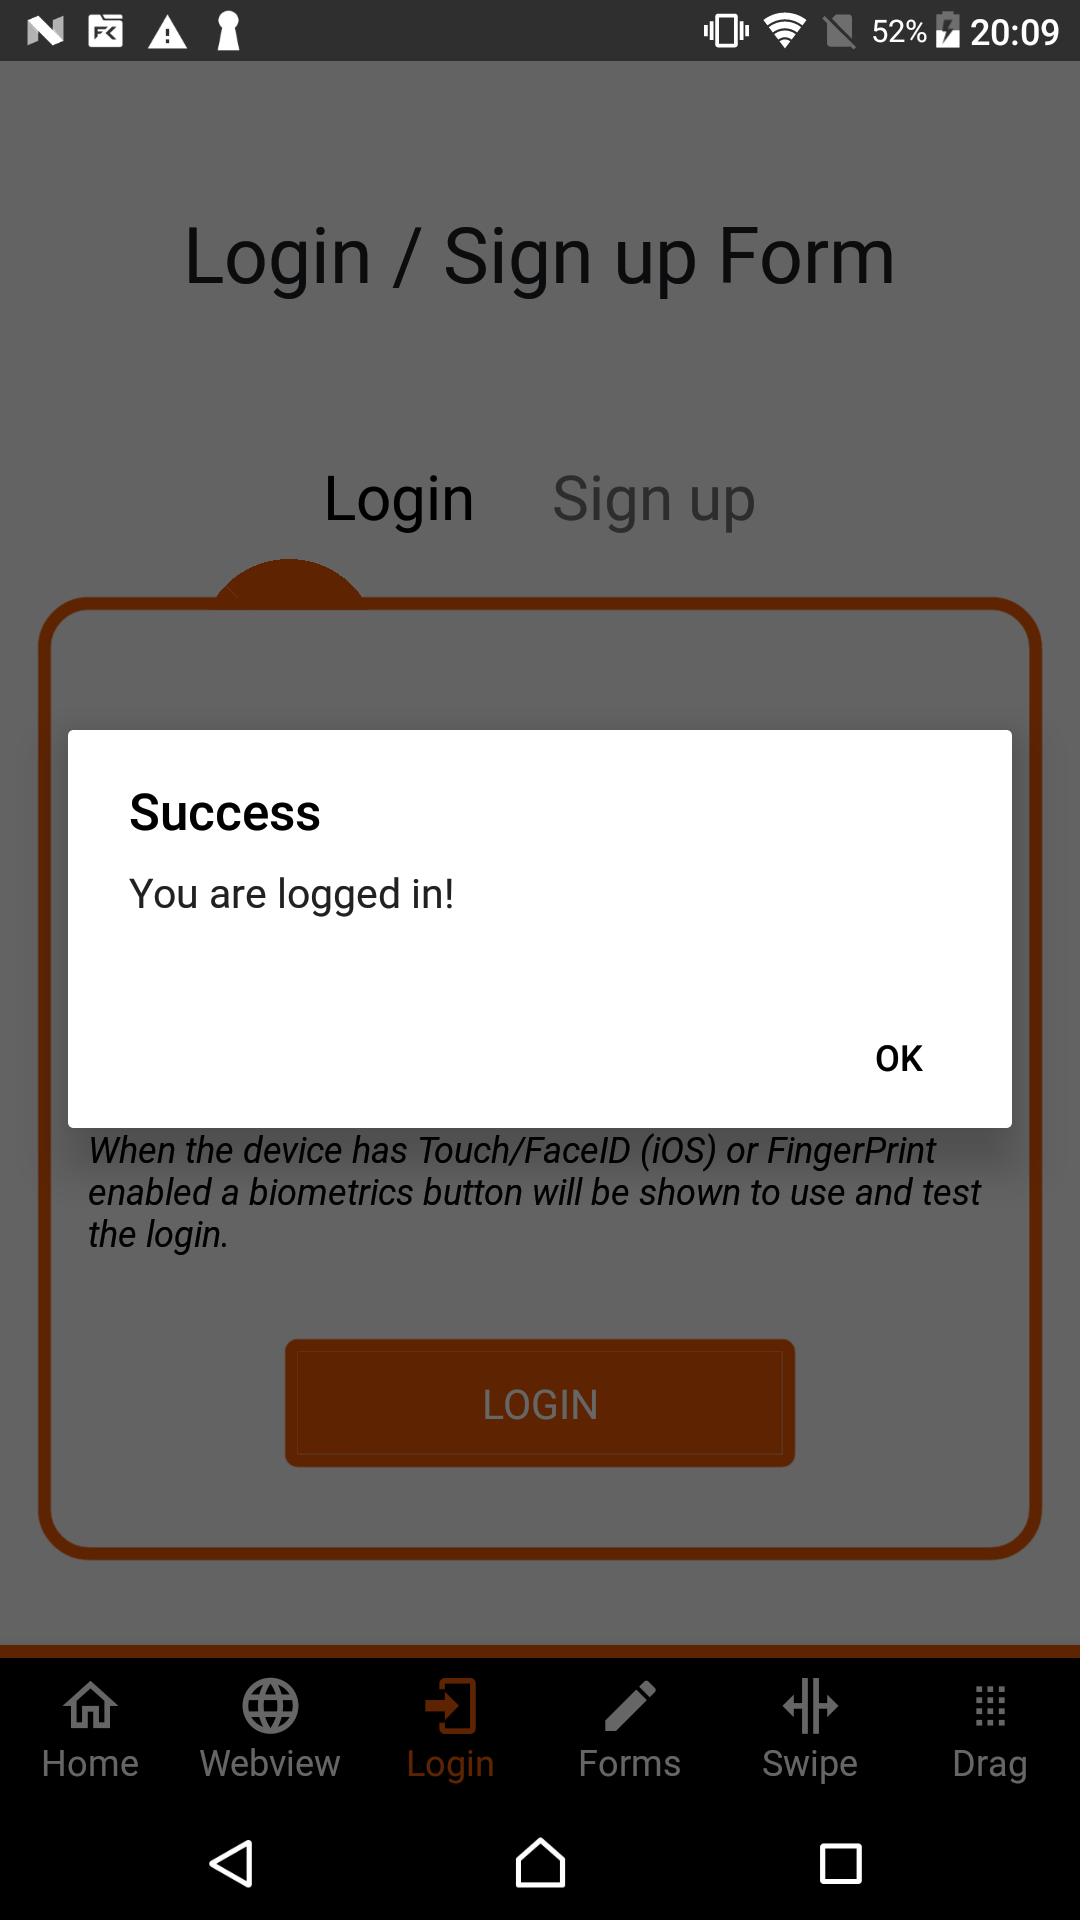 52% 20:09
Login / Sign up Form
Login Sign up
Success
You are logged in!
OK
When the device has Touch/FaceID (iOS) or FingerPrint
enabled a biometrics button will be shown to use and test
the login.
LOGIN
Home Webview Login Forms Swipe Drag